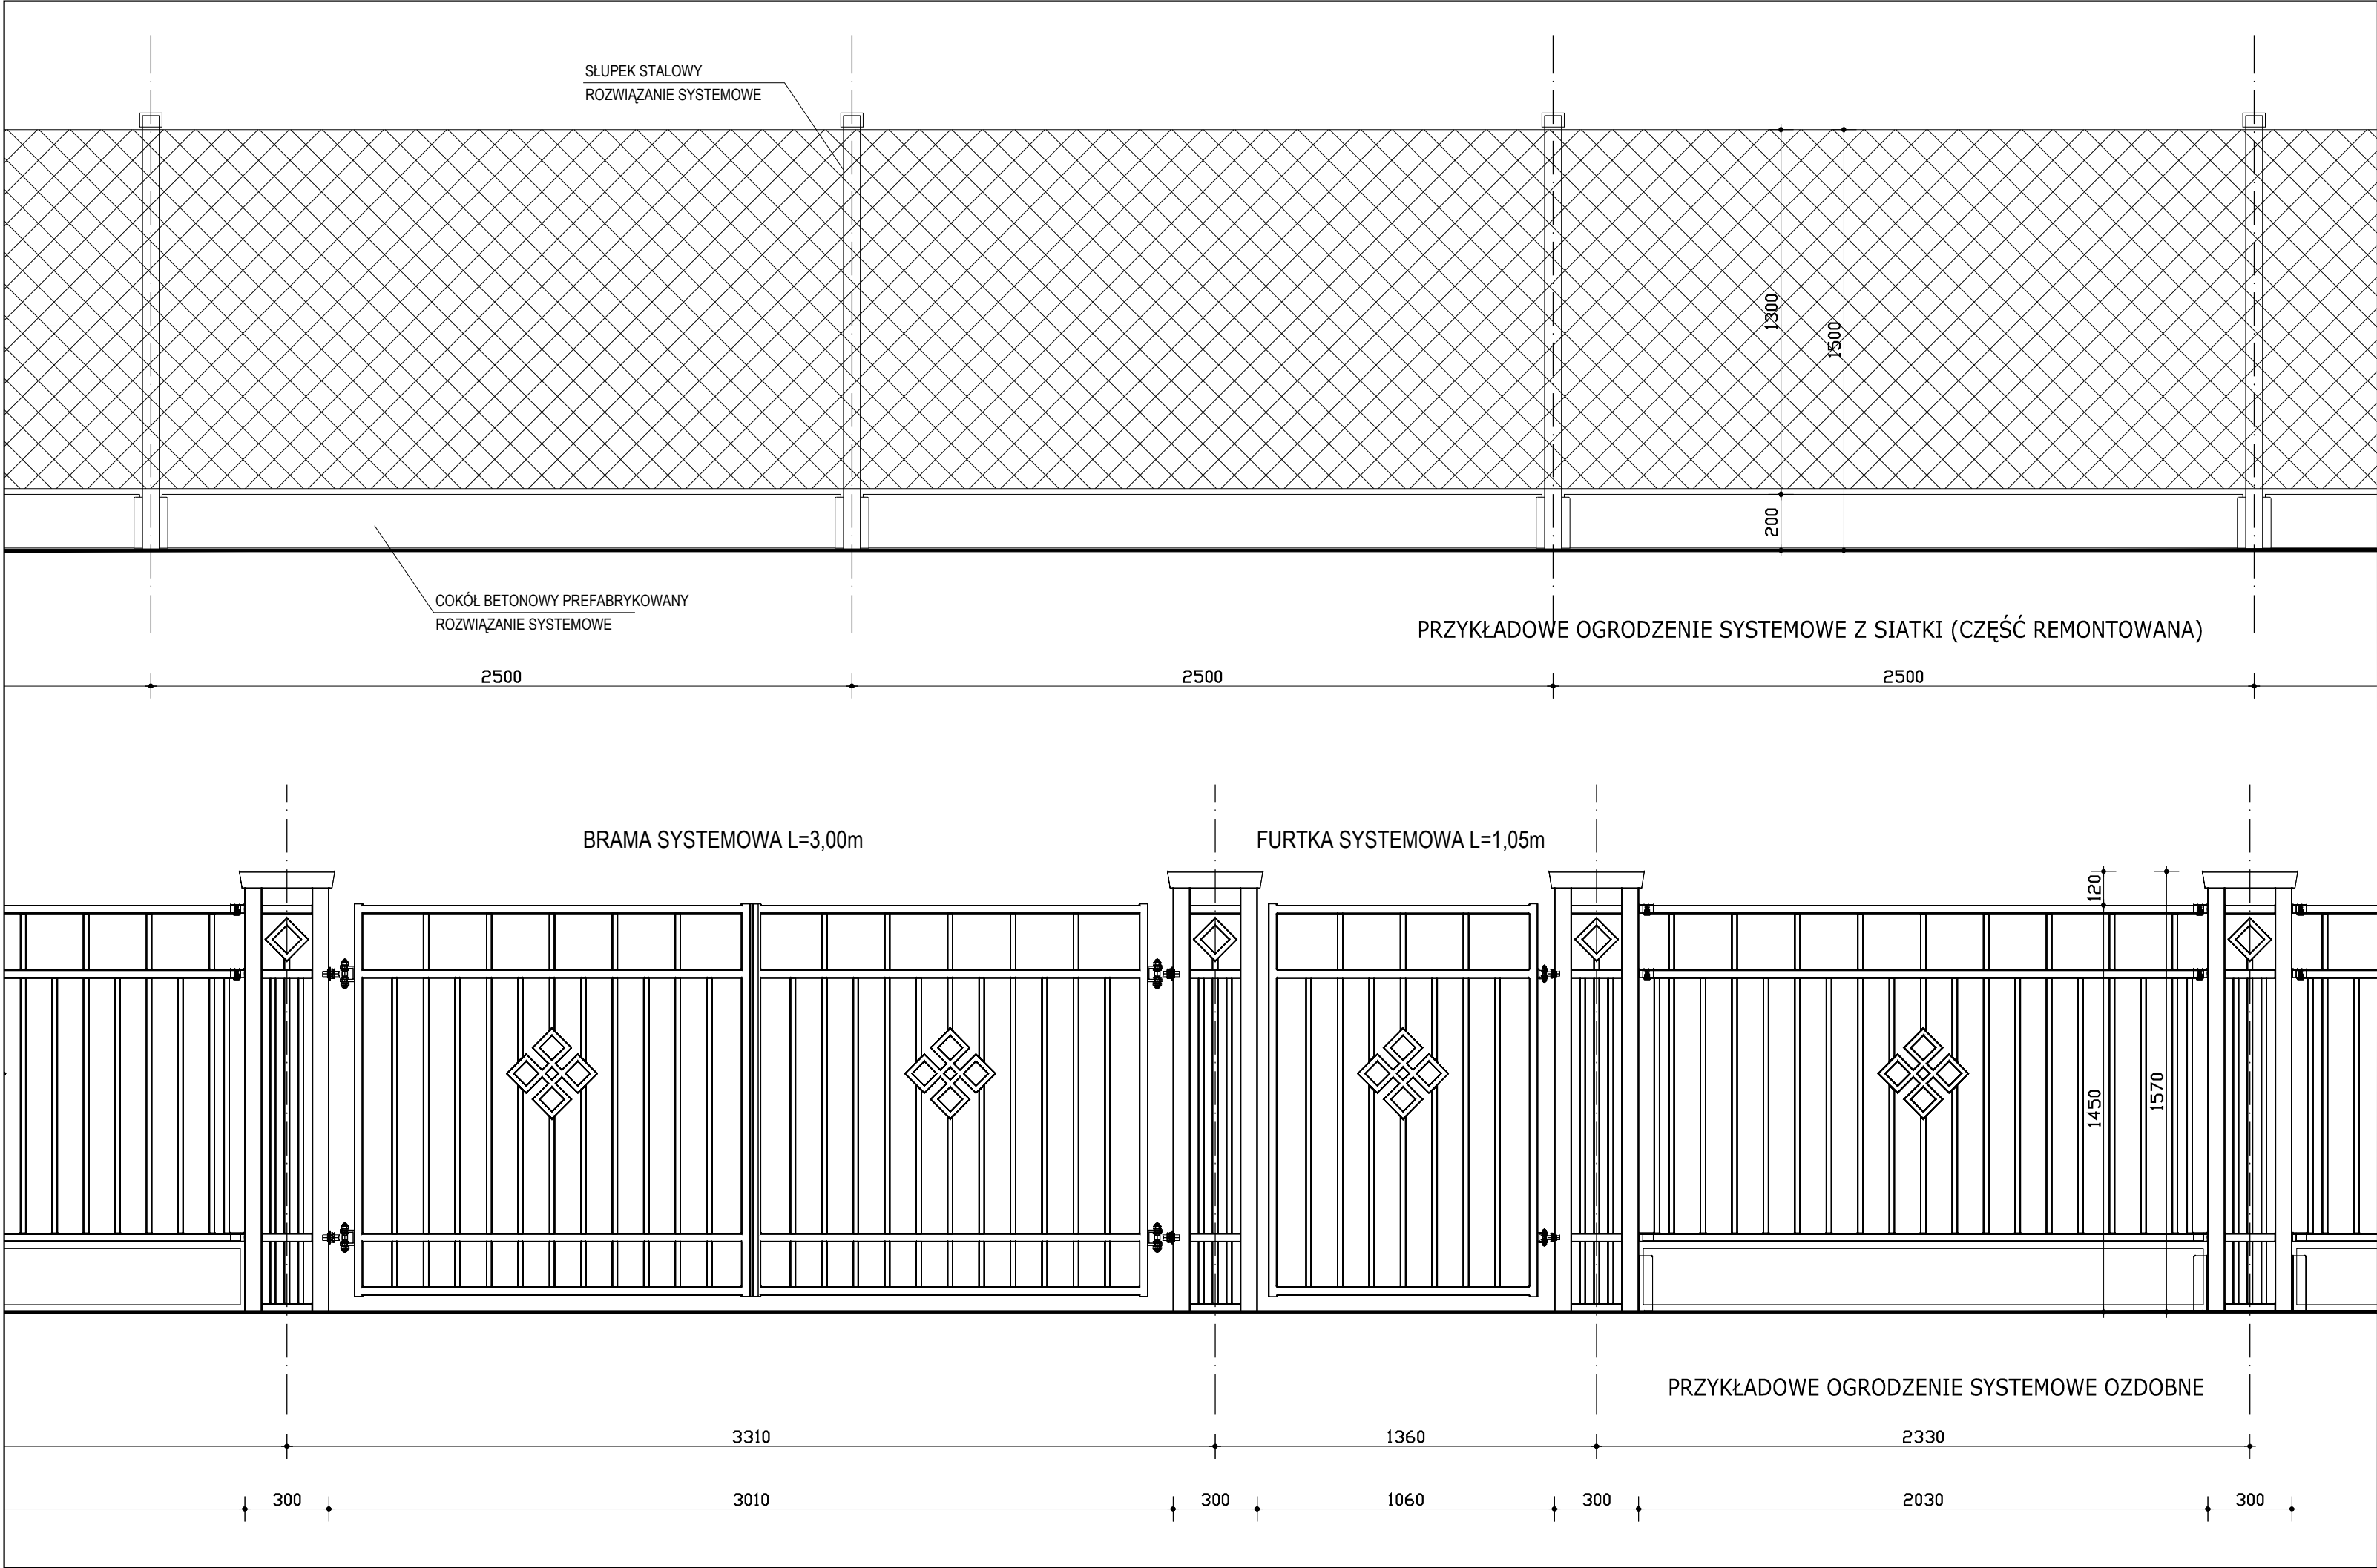 SŁUPEK STALOWY
ROZWIĄZANIE SYSTEMOWE
1300
1500
200
COKÓŁ BETONOWY PREFABRYKOWANY
ROZWIĄZANIE SYSTEMOWE
PRZYKŁADOWE OGRODZENIE SYSTEMOWE Z SIATKI (CZĘŚĆ REMONTOWANA)
2500 2500 2500
BRAMA SYSTEMOWA L=3,00m FURTKA SYSTEMOWA L=1,05m
120
1450
1570
PRZYKŁADOWE OGRODZENIE SYSTEMOWE OZDOBNE
3310 1360 2330
300 3010 300 1060 300 2030 300